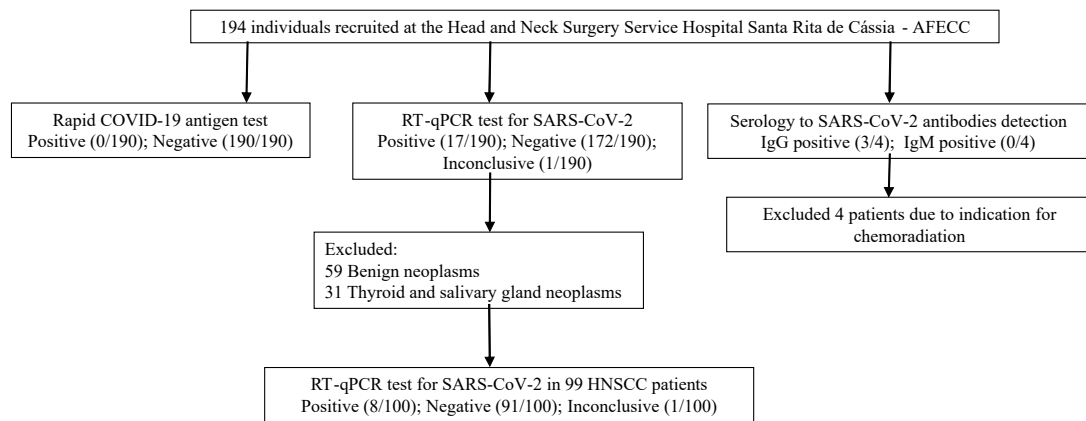 194 individuals recruited at the Head and Neck Surgery Service Hospital Santa Rita de Cássia - AFECC
Rapid COVID-19 antigen test
Positive (0/190); Negative (190/190)
RT-qPCR test for SARS-CoV-2
Positive (17/190); Negative (172/190);
Inconclusive (1/190)
Serology to SARS-CoV-2 antibodies detection
IgG positive (3/4); IgM positive (0/4)
Excluded 4 patients due to indication for
chemoradiation
Excluded:
59 Benign neoplasms
31 Thyroid and salivary gland neoplasms
RT-qPCR test for SARS-CoV-2 in 99 HNSCC patients
Positive (8/100); Negative (91/100); Inconclusive (1/100)